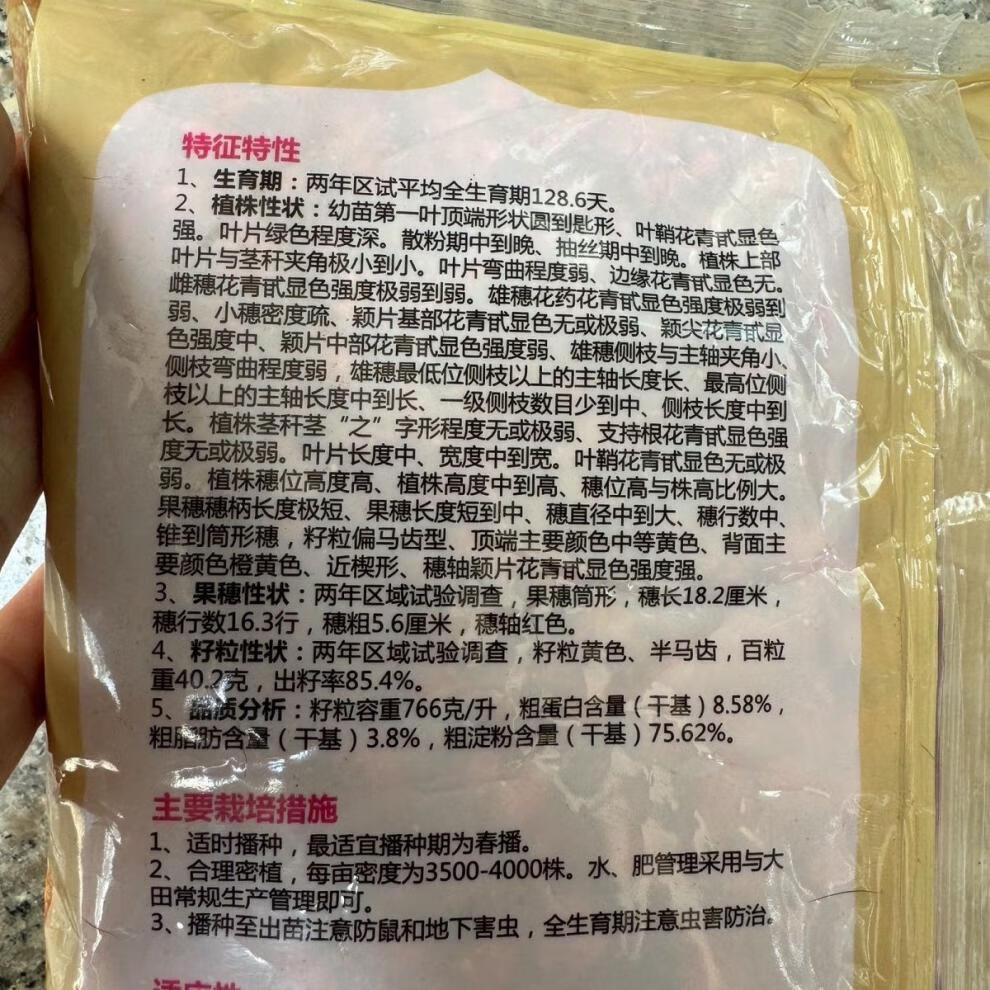 特征特性
1、生育期：两年区试平均全生育期128.6天。
2、植株性状：幼苗第一叶顶端形状圆到匙形、叶鞘花青甙显色
强。叶片绿色程度深。散粉期中到晚、抽丝期中到晚。植株上部
叶片与茎秆夹角极小到小。叶片弯曲程度弱、边缘花青甙显色无。
雌穗花青甙显色强度极弱到弱。雄穗花药花青甙显色强度极弱到
弱、小穗密度疏、颖片基部花青甙显色无或极弱、颖尖花青甙显
色强度中、颖片中部花青甙显色强度弱、雄穗侧枝与主轴夹角小、
侧枝弯曲程度弱，雄穗最低位侧枝以上的主轴长度长、最高位侧
枝以上的主轴长度中到长、一级侧枝数目少到中、侧枝长度中到
长。植株茎秆茎“之”字形程度无或极弱、支持根花青甙显色强
度无或极弱。叶片长度中、宽度中到宽。叶鞘花青甙显色无或极
弱。植株穗位高度高、植株高度中到高、穗位高与株高比例大。
果穗穗柄长度极短、果穗长度短到中、穗直径中到大、穗行数中、
锥到筒形穗，籽粒偏马齿型、顶端主要颜色中等黄色、背面主
要颜色橙黄色、近楔形、穗轴颖片花青甙显色强度强。
3、果穗性状：两年区域试验调查，果穗筒形，穗长18.2厘米，
穗行数16.3行，穗粗5.6厘米，穗轴红色。
4、籽粒性状：两年区域试验调查，籽粒黄色、半马齿，百粒
重40.2克，出籽率85.4%。
5、品质分析：籽粒容重766克/升，粗蛋白含量（干基）8.58%，
粗脂肪含量（干基）3.8%，粗淀粉含量（干基）75.62%。
主要栽培措施
1、适时播种，最适宜播种期为春播。
2、合理密植，每亩密度为3500-4000株。水、肥管理采用与大
田常规生产管理即可。
3、播种至出苗注意防鼠和地下害虫，全生育期注意虫害防治。